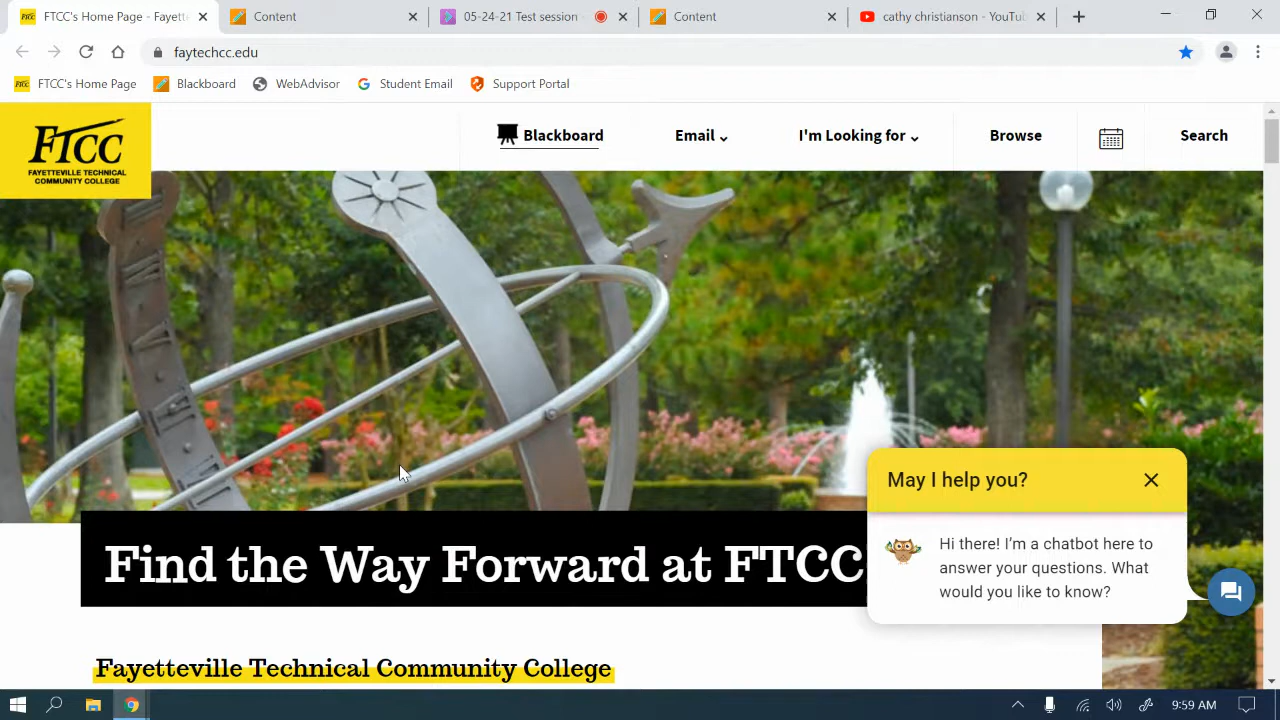 FTCC's Home Page - Fayett
Content
05-24-21 Test session
Content
cathy christianson - YouTub
faytechcc.edu
FTCC's Home Page
Blackboard
WebAdvisor
Student Email
Support Portal
FTCC
FAYETTEVILLE TECHNICAL
COMMUNITY COLLEGE
Blackboard
Email
I'm Looking for
Browse
Search
May I help you?
Hi there! I'm a chatbot here to
answer your questions. What
would you like to know?
Find the Way Forward at FTCC
Fayetteville Technical Community College
9:59 AM